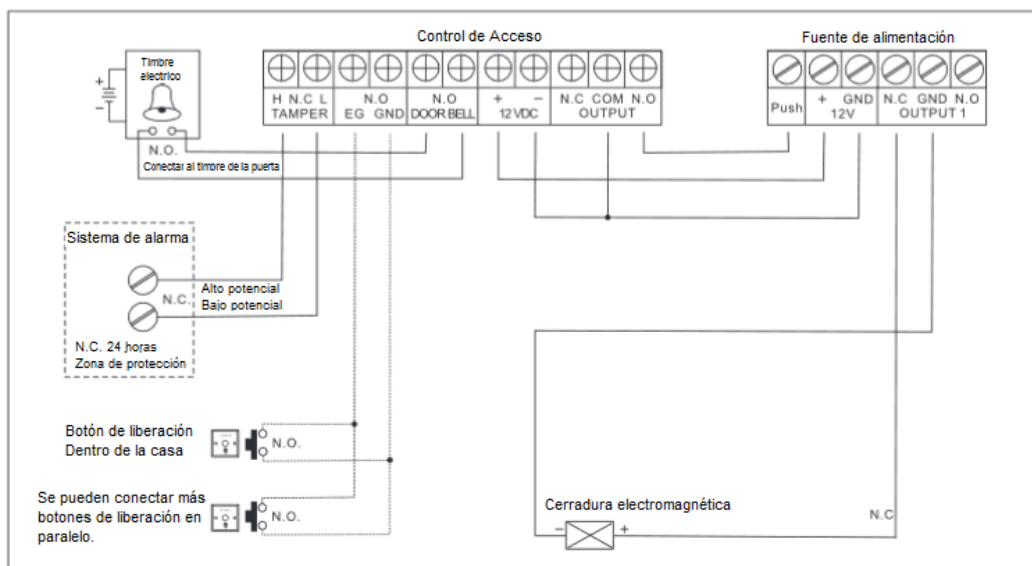 Control de Acceso
Fuente de alimentación
Timbre
electrico
+
−
N.O.
Conectar al timbre de la puerta
H N.C L
TAMPER
N.O
EG GND
N.O
DOOR BELL
+ −
12VDC
N.C COM N.O
OUTPUT
Push
+ GND
12V
N.C GND N.O
OUTPUT 1
Sistema de alarma
N.C.
Alto potencial
Bajo potencial
N.C. 24 horas
Zona de protección
Botón de liberación
Dentro de la casa
N.O.
Se pueden conectar más
botones de liberación en
paralelo.
N.O.
Cerradura electromagnética
− +
N.C